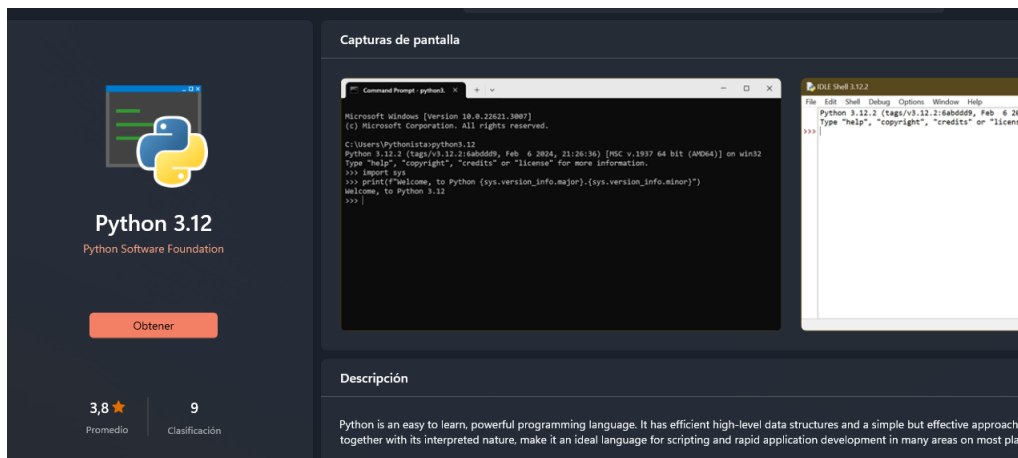 Python 3.12
Python Software Foundation
Obtener
3,8
9
Promedio
Clasificación
Capturas de pantalla
Command Prompt - python3.
Microsoft Windows [Version 10.0.22621.3007]
(c) Microsoft Corporation. All rights reserved.
C:\Users\Pythonista>python3.12
Python 3.12.2 (tags/v3.12.2:6abddd9, Feb  6 2024, 21:26:36) [MSC v.1937 64 bit (AMD64)] on win32
Type "help", "copyright", "credits" or "license" for more information.
>>> import sys
>>> print(f"Welcome, to Python {sys.version_info.major}.{sys.version_info.minor}")
Welcome, to Python 3.12
>>>
IDLE Shell 3.12.2
File Edit Shell Debug Options Window Help
Python 3.12.2 (tags/v3.12.2:6abddd9, Feb  6
Type "help", "copyright", "credits" or
>>>
Descripción
Python is an easy to learn, powerful programming language. It has efficient high-level data structures and a simple but effective approach
together with its interpreted nature, make it an ideal language for scripting and rapid application development in many areas on most